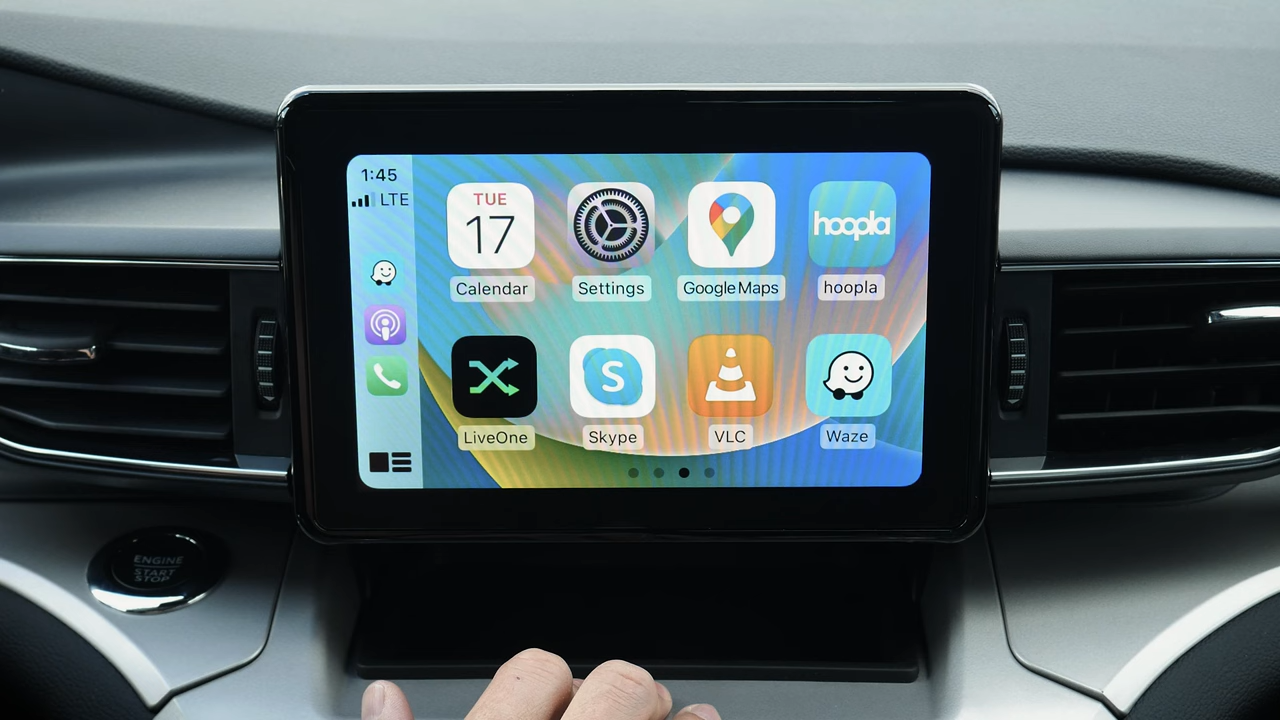 1:45
LTE
TUE
17
Calendar
Settings
Google Maps
hoopla
hoopla
LiveOne
S
Skype
VLC
Waze
ENGINE
START
STOP